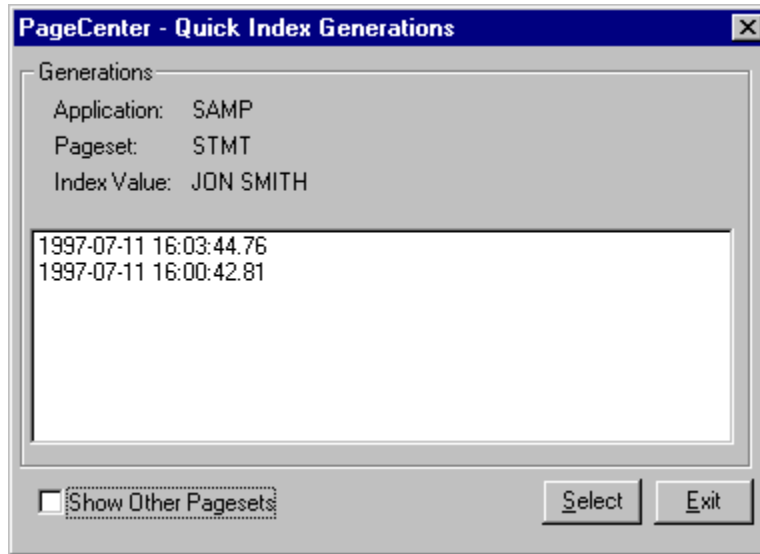 PageCenter - Quick Index Generations
Generations
Application: SAMP
Pageset: STMT
Index Value: JON SMITH
1997-07-11 16:03:44.76
1997-07-11 16:00:42.81
Show Other Pagesets Select Exit